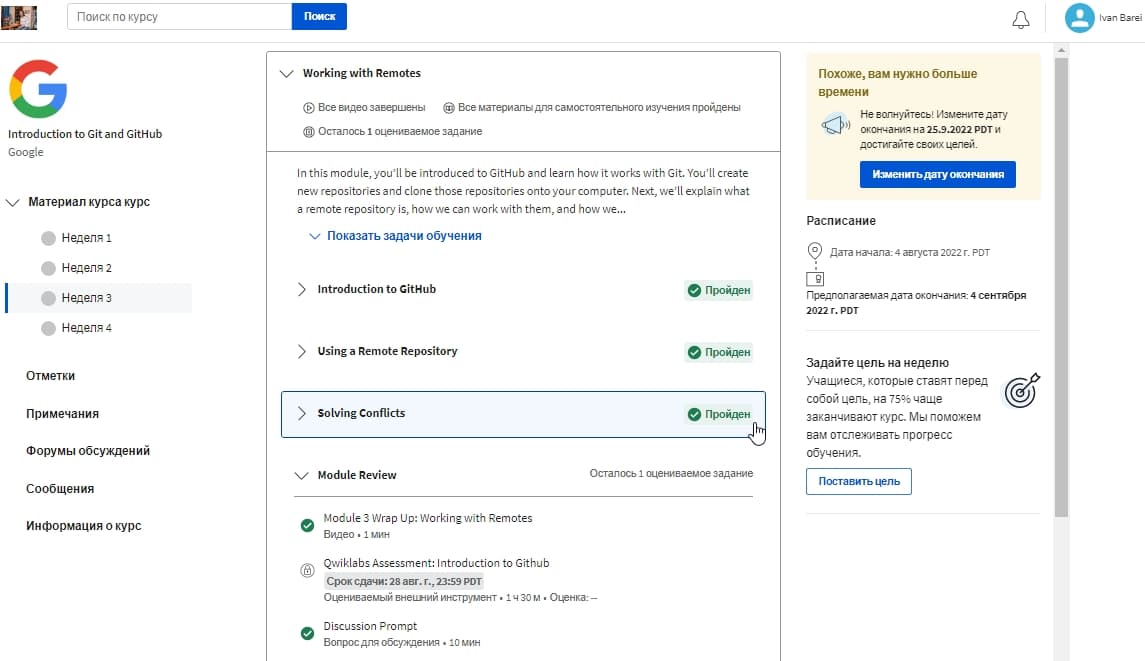 Поиск по курсу
Поиск
Ivan Barei
Introduction to Git and GitHub
Google
Материал курса курс
Неделя 1
Неделя 2
Неделя 3
Неделя 4
Отметки
Примечания
Форумы обсуждений
Сообщения
Информация о курс
Working with Remotes
Все видео завершены
Все материалы для самостоятельного изучения пройдены
Осталось 1 оцениваемое задание
In this module, you'll be introduced to GitHub and learn how it works with Git. You'll create
new repositories and clone those repositories onto your computer. Next, we'll explain what
a remote repository is, how we can work with them, and how we...
Показать задачи обучения
Introduction to GitHub
Пройден
Using a Remote Repository
Пройден
Solving Conflicts
Пройден
Module Review
Осталось 1 оцениваемое задание
Module 3 Wrap Up: Working with Remotes
Видео • 1 мин
Qwiklabs Assessment: Introduction to Github
Срок сдачи: 28 авг. г., 23:59 PDT
Оцениваемый внешний инструмент • 1 ч 30 м • Оценка: --
Discussion Prompt
Вопрос для обсуждения • 10 мин
Похоже, вам нужно больше
времени
Не волнуйтесь! Измените дату
окончания на 25.9.2022 PDT и
достигайте своих целей.
Изменить дату окончания
Расписание
Дата начала: 4 августа 2022 г. PDT
Предполагаемая дата окончания: 4 сентября
2022 г. PDT
Задайте цель на неделю
Учащиеся, которые ставят перед
собой цель, на 75% чаще
заканчивают курс. Мы поможем
вам отслеживать прогресс
обучения.
Поставить цель